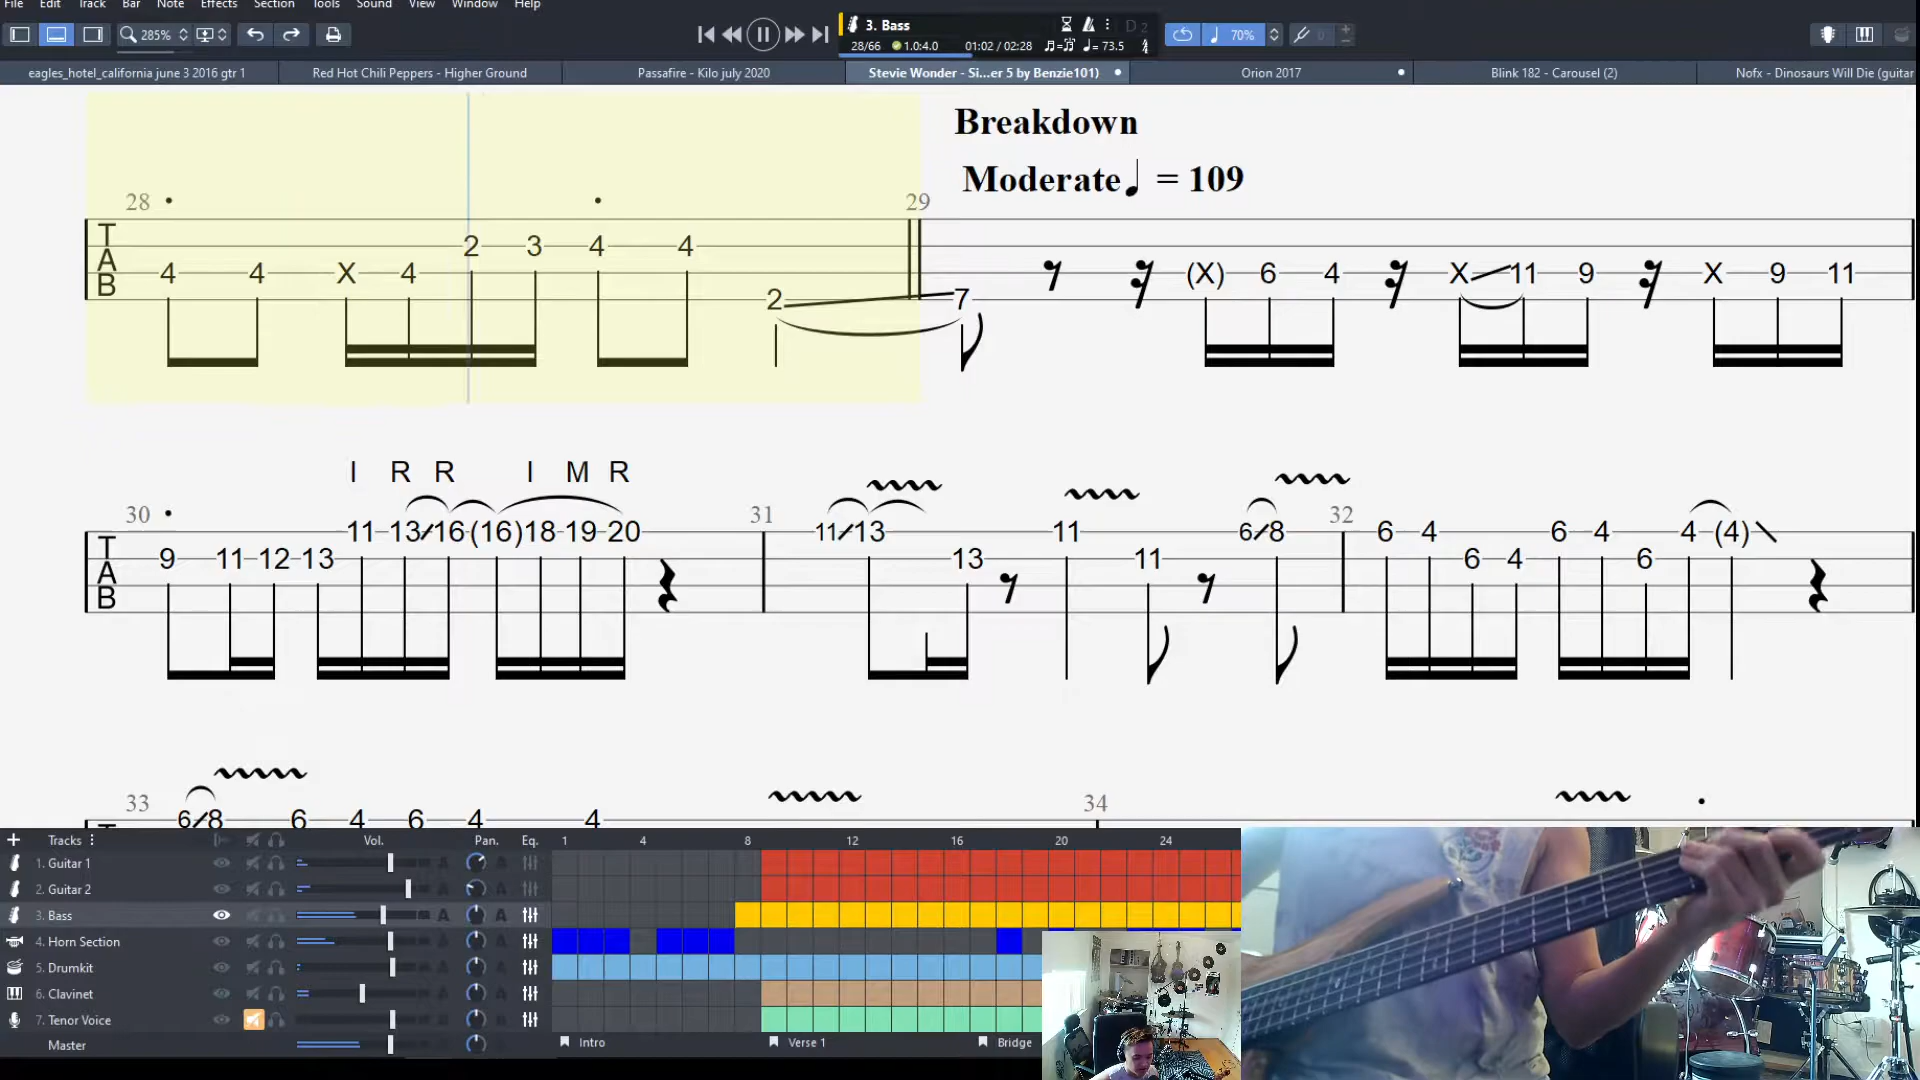 File Edit Track Bar Note Effects Section Tools Sound View Window Help
285% 3. Bass D 2 70% 0
28/66 1.0:4.0 01:02 / 02:28 = 73.5
eagles_hotel_california june 3 2016 gtr 1 Red Hot Chili Peppers - Higher Ground Passafire - Kilo july 2020 Stevie Wonder - Si...er 5 by Benzie101) Orion 2017 Blink 182 - Carousel (2) Nofx - Dinosaurs Will Die (guitar
Breakdown
Moderate = 109
28 29
T 2 3 4 4
A 4 4 X 4 (X) 6 4 X 11 9 X 9 11
B 2 7
I R R I M R
30 31 32
T 11 13 16 (16) 18 19 20 11 13 11 6 8 6 4 6 4 4 (4)
A 9 11 12 13 13 11 6 4 6
B
33 34
6 8 6 4 6 4 4
T
Tracks Vol. Pan. Eq. 1 4 8 12 16 20 24
1. Guitar 1
2. Guitar 2
3. Bass
4. Horn Section
5. Drumkit
6. Clavinet
7. Tenor Voice
Master Intro Verse 1 Bridge